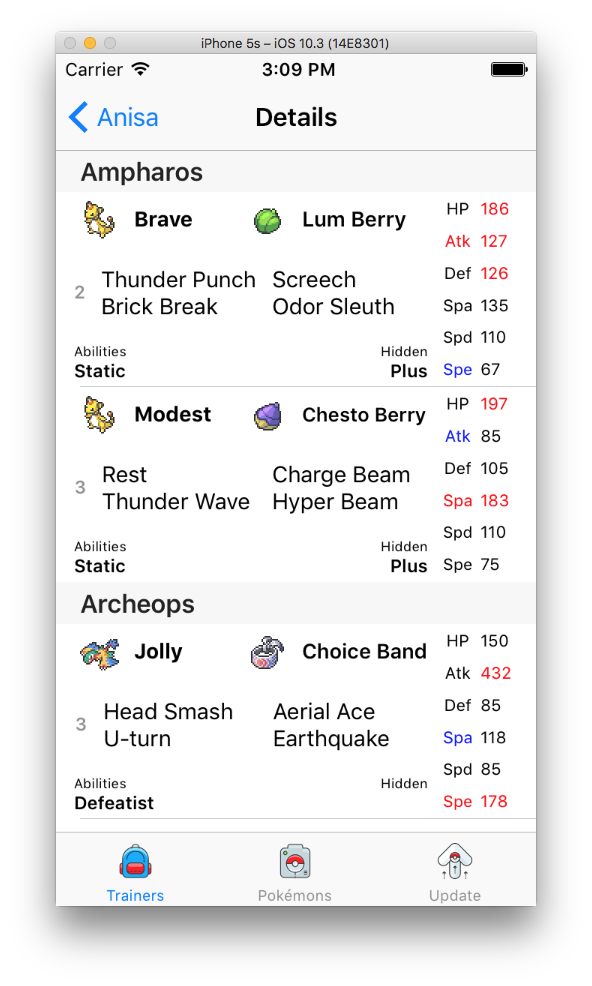 iPhone 5s – iOS 10.3 (14E8301)
Carrier 3:09 PM
Anisa Details
Ampharos
Brave Lum Berry
2 Thunder Punch Screech
Brick Break Odor Sleuth
Abilities Hidden
Static Plus
HP 186
Atk 127
Def 126
Spa 135
Spd 110
Spe 67
Modest Chesto Berry
3 Rest Charge Beam
Thunder Wave Hyper Beam
Abilities Hidden
Static Plus
HP 197
Atk 85
Def 105
Spa 183
Spd 110
Spe 75
Archeops
Jolly Choice Band
3 Head Smash Aerial Ace
U-turn Earthquake
Abilities Hidden
Defeatist
HP 150
Atk 432
Def 85
Spa 118
Spd 85
Spe 178
Trainers Pokémons Update